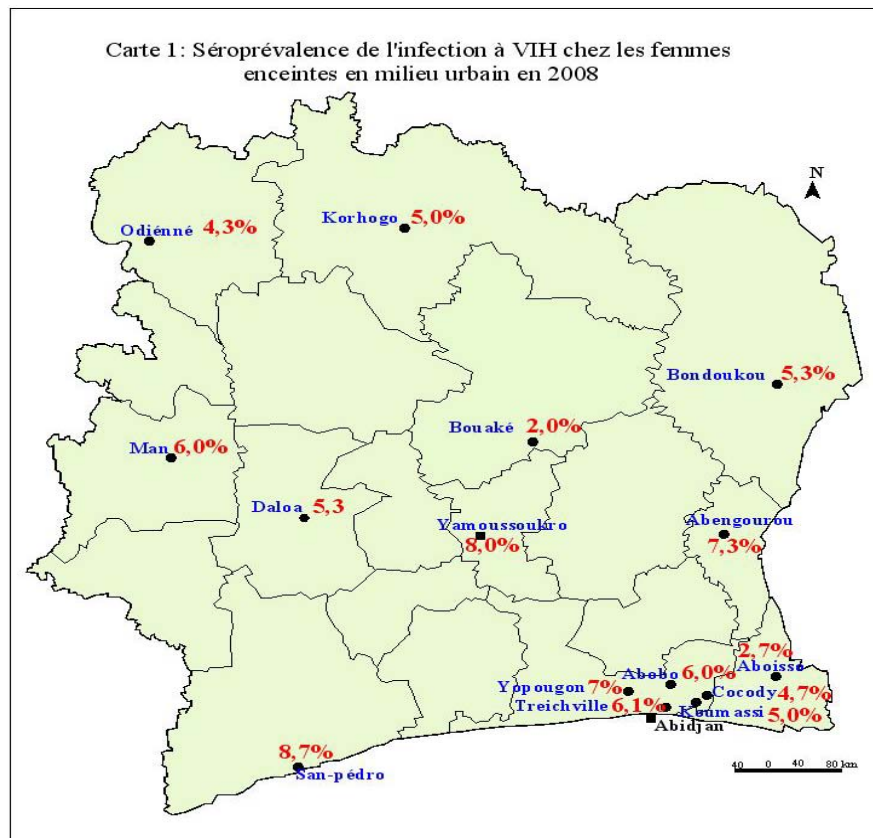 Carte 1: Séroprévalence de l'infection à VIH chez les femmes
enceintes en milieu urbain en 2008
N
Odiénné 4,3%
Korhogo 5,0%
Bondoukou 5,3%
Bouaké 2,0%
Man 6,0%
Daloa 5,3
Yamoussoukro
8,0%
Abengourou
7,3%
2,7%
Aboisso
Abobo 6,0%
Yopougon 7%
Cocody 4,7%
Treichville 6,1%
Koumassi 5,0%
Abidjan
8,7%
San-pédro
40 0 40 80 km